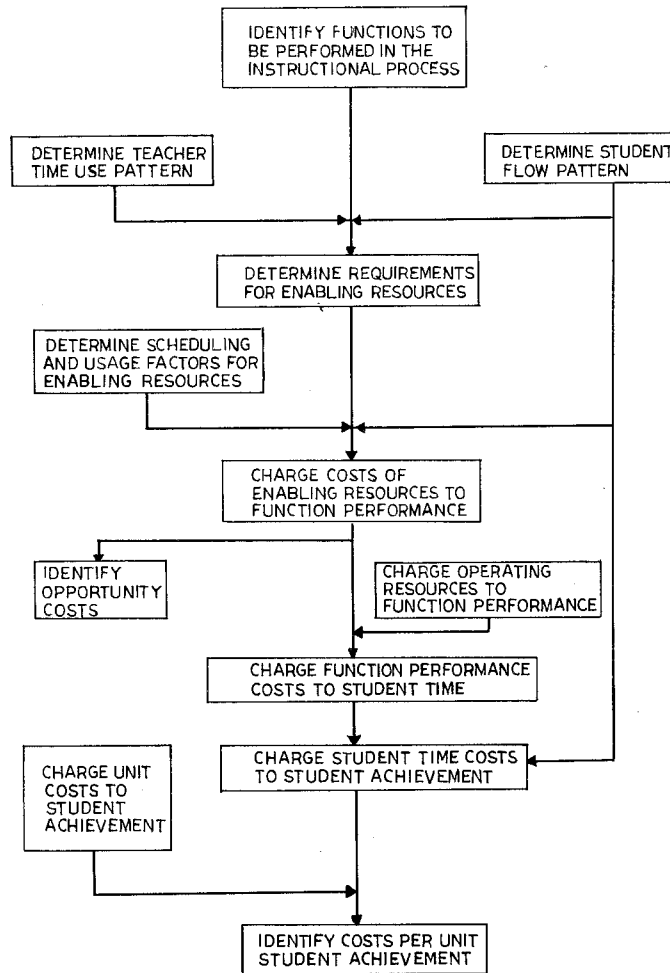 IDENTIFY FUNCTIONS TO
BE PERFORMED IN THE
INSTRUCTIONAL PROCESS
DETERMINE TEACHER
TIME USE PATTERN
DETERMINE STUDENT
FLOW PATTERN
DETERMINE REQUIREMENTS
FOR ENABLING RESOURCES
DETERMINE SCHEDULING
AND USAGE FACTORS FOR
ENABLING RESOURCES
CHARGE COSTS OF
ENABLING RESOURCES TO
FUNCTION PERFORMANCE
IDENTIFY
OPPORTUNITY
COSTS
CHARGE OPERATING
RESOURCES TO
FUNCTION PERFORMANCE
CHARGE FUNCTION PERFORMANCE
COSTS TO STUDENT TIME
CHARGE STUDENT TIME COSTS
TO STUDENT ACHIEVEMENT
CHARGE UNIT
COSTS TO
STUDENT
ACHIEVEMENT
IDENTIFY COSTS PER UNIT
STUDENT ACHIEVEMENT